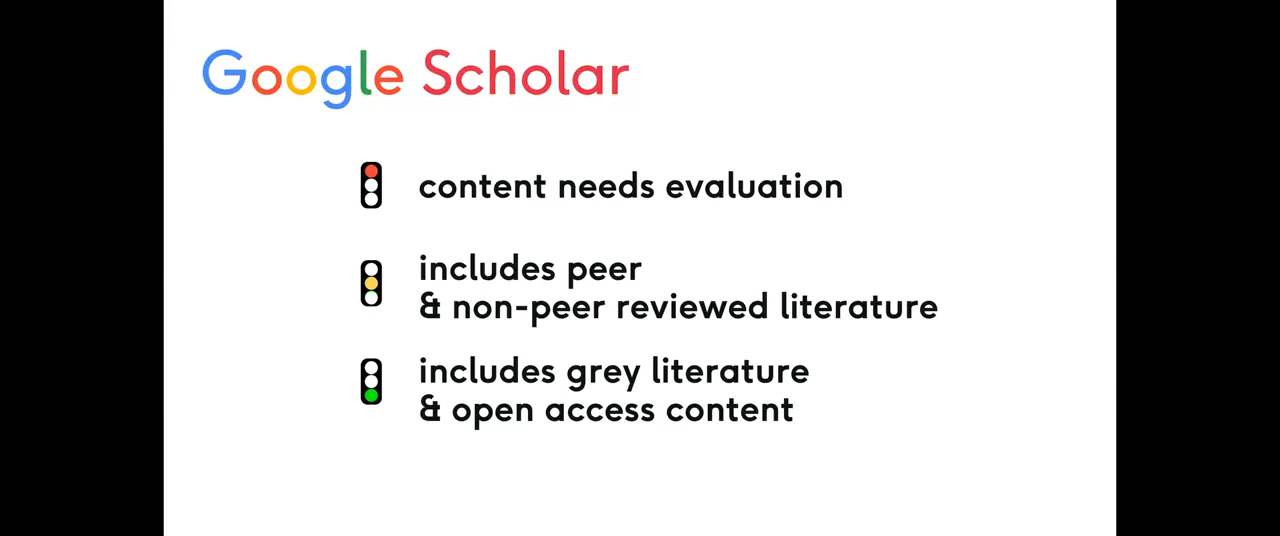 Google Scholar
content needs evaluation
includes peer
& non-peer reviewed literature
includes grey literature
& open access content